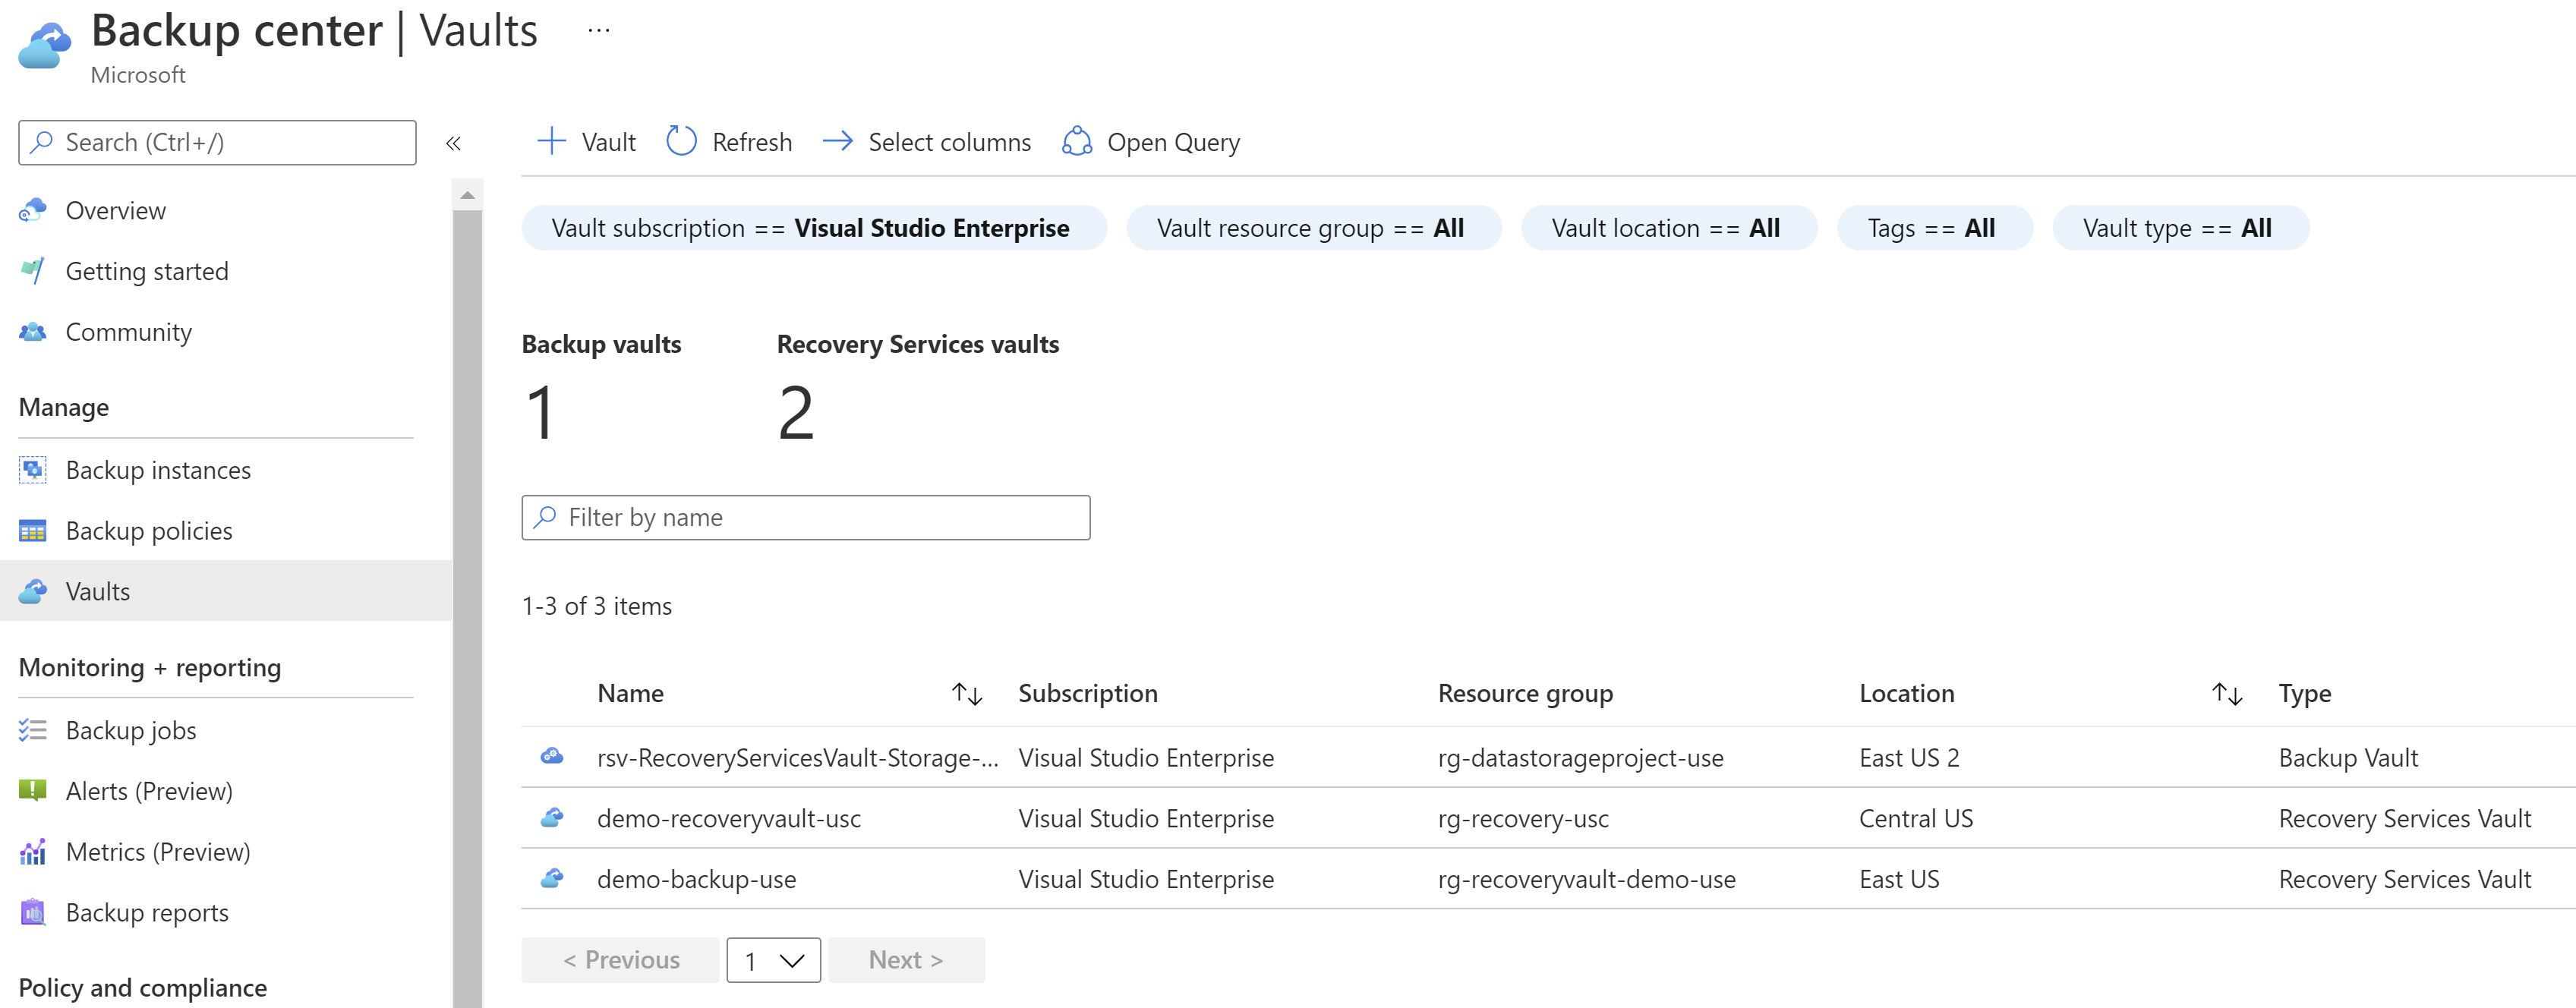 Backup center | Vaults ...
Microsoft
Search (Ctrl+/) «
Overview
Getting started
Community
Manage
Backup instances
Backup policies
Vaults
Monitoring + reporting
Backup jobs
Alerts (Preview)
Metrics (Preview)
Backup reports
Policy and compliance
Vault Refresh Select columns Open Query
Vault subscription == Visual Studio Enterprise Vault resource group == All Vault location == All Tags == All Vault type == All
Backup vaults Recovery Services vaults
1 2
Filter by name
1-3 of 3 items
Name Subscription Resource group Location Type
rsv-RecoveryServicesVault-Storage-... Visual Studio Enterprise rg-datastorageproject-use East US 2 Backup Vault
demo-recoveryvault-usc Visual Studio Enterprise rg-recovery-usc Central US Recovery Services Vault
demo-backup-use Visual Studio Enterprise rg-recoveryvault-demo-use East US Recovery Services Vault
< Previous 1 Next >